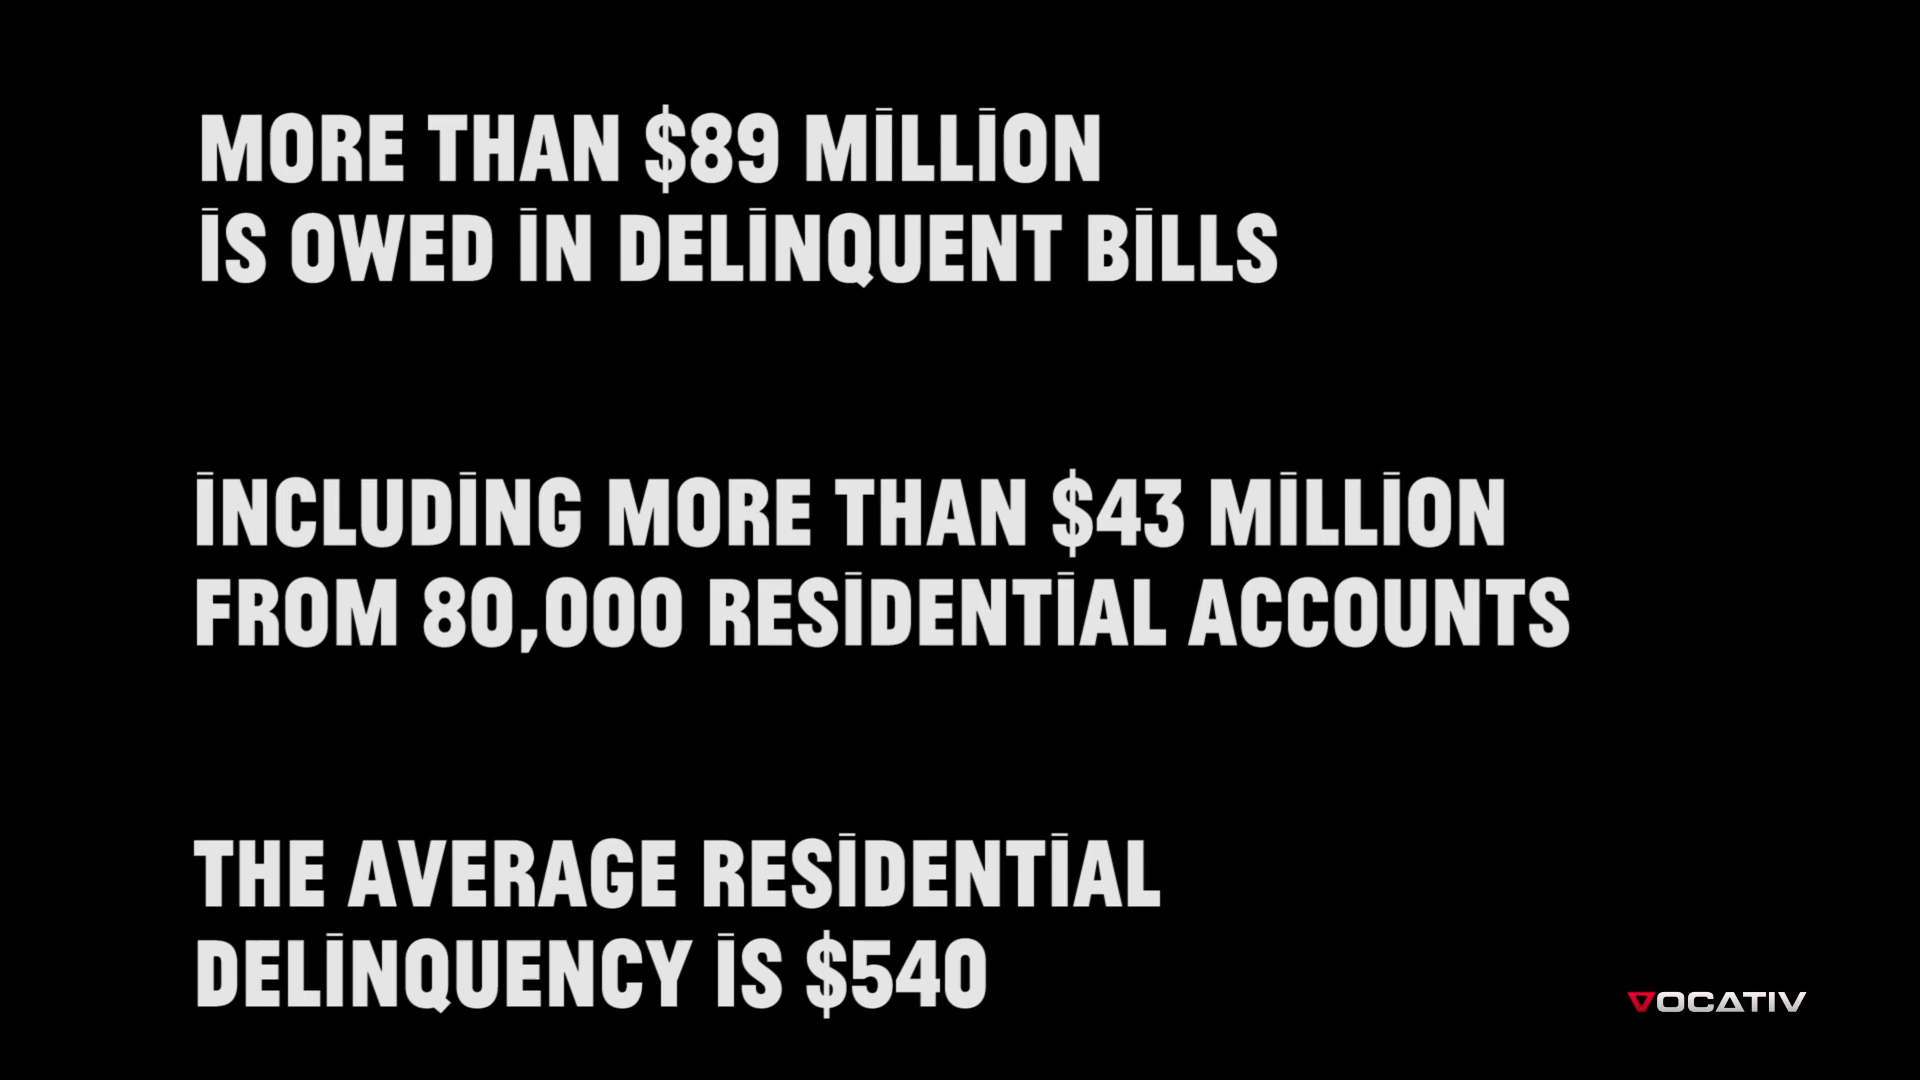 MORE THAN $89 MILLION
IS OWED IN DELINQUENT BILLS
INCLUDING MORE THAN $43 MILLION
FROM 80,000 RESIDENTIAL ACCOUNTS
THE AVERAGE RESIDENTIAL
DELINQUENCY IS $540
VOCATIV